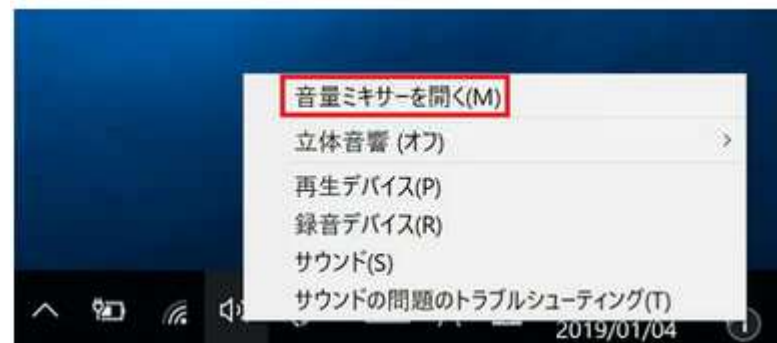 音量ミキサーを開く(M)
立体音響 (オフ)
再生デバイス(P)
録音デバイス(R)
サウンド(S)
サウンドの問題のトラブルシューティング(T)
2019/01/04